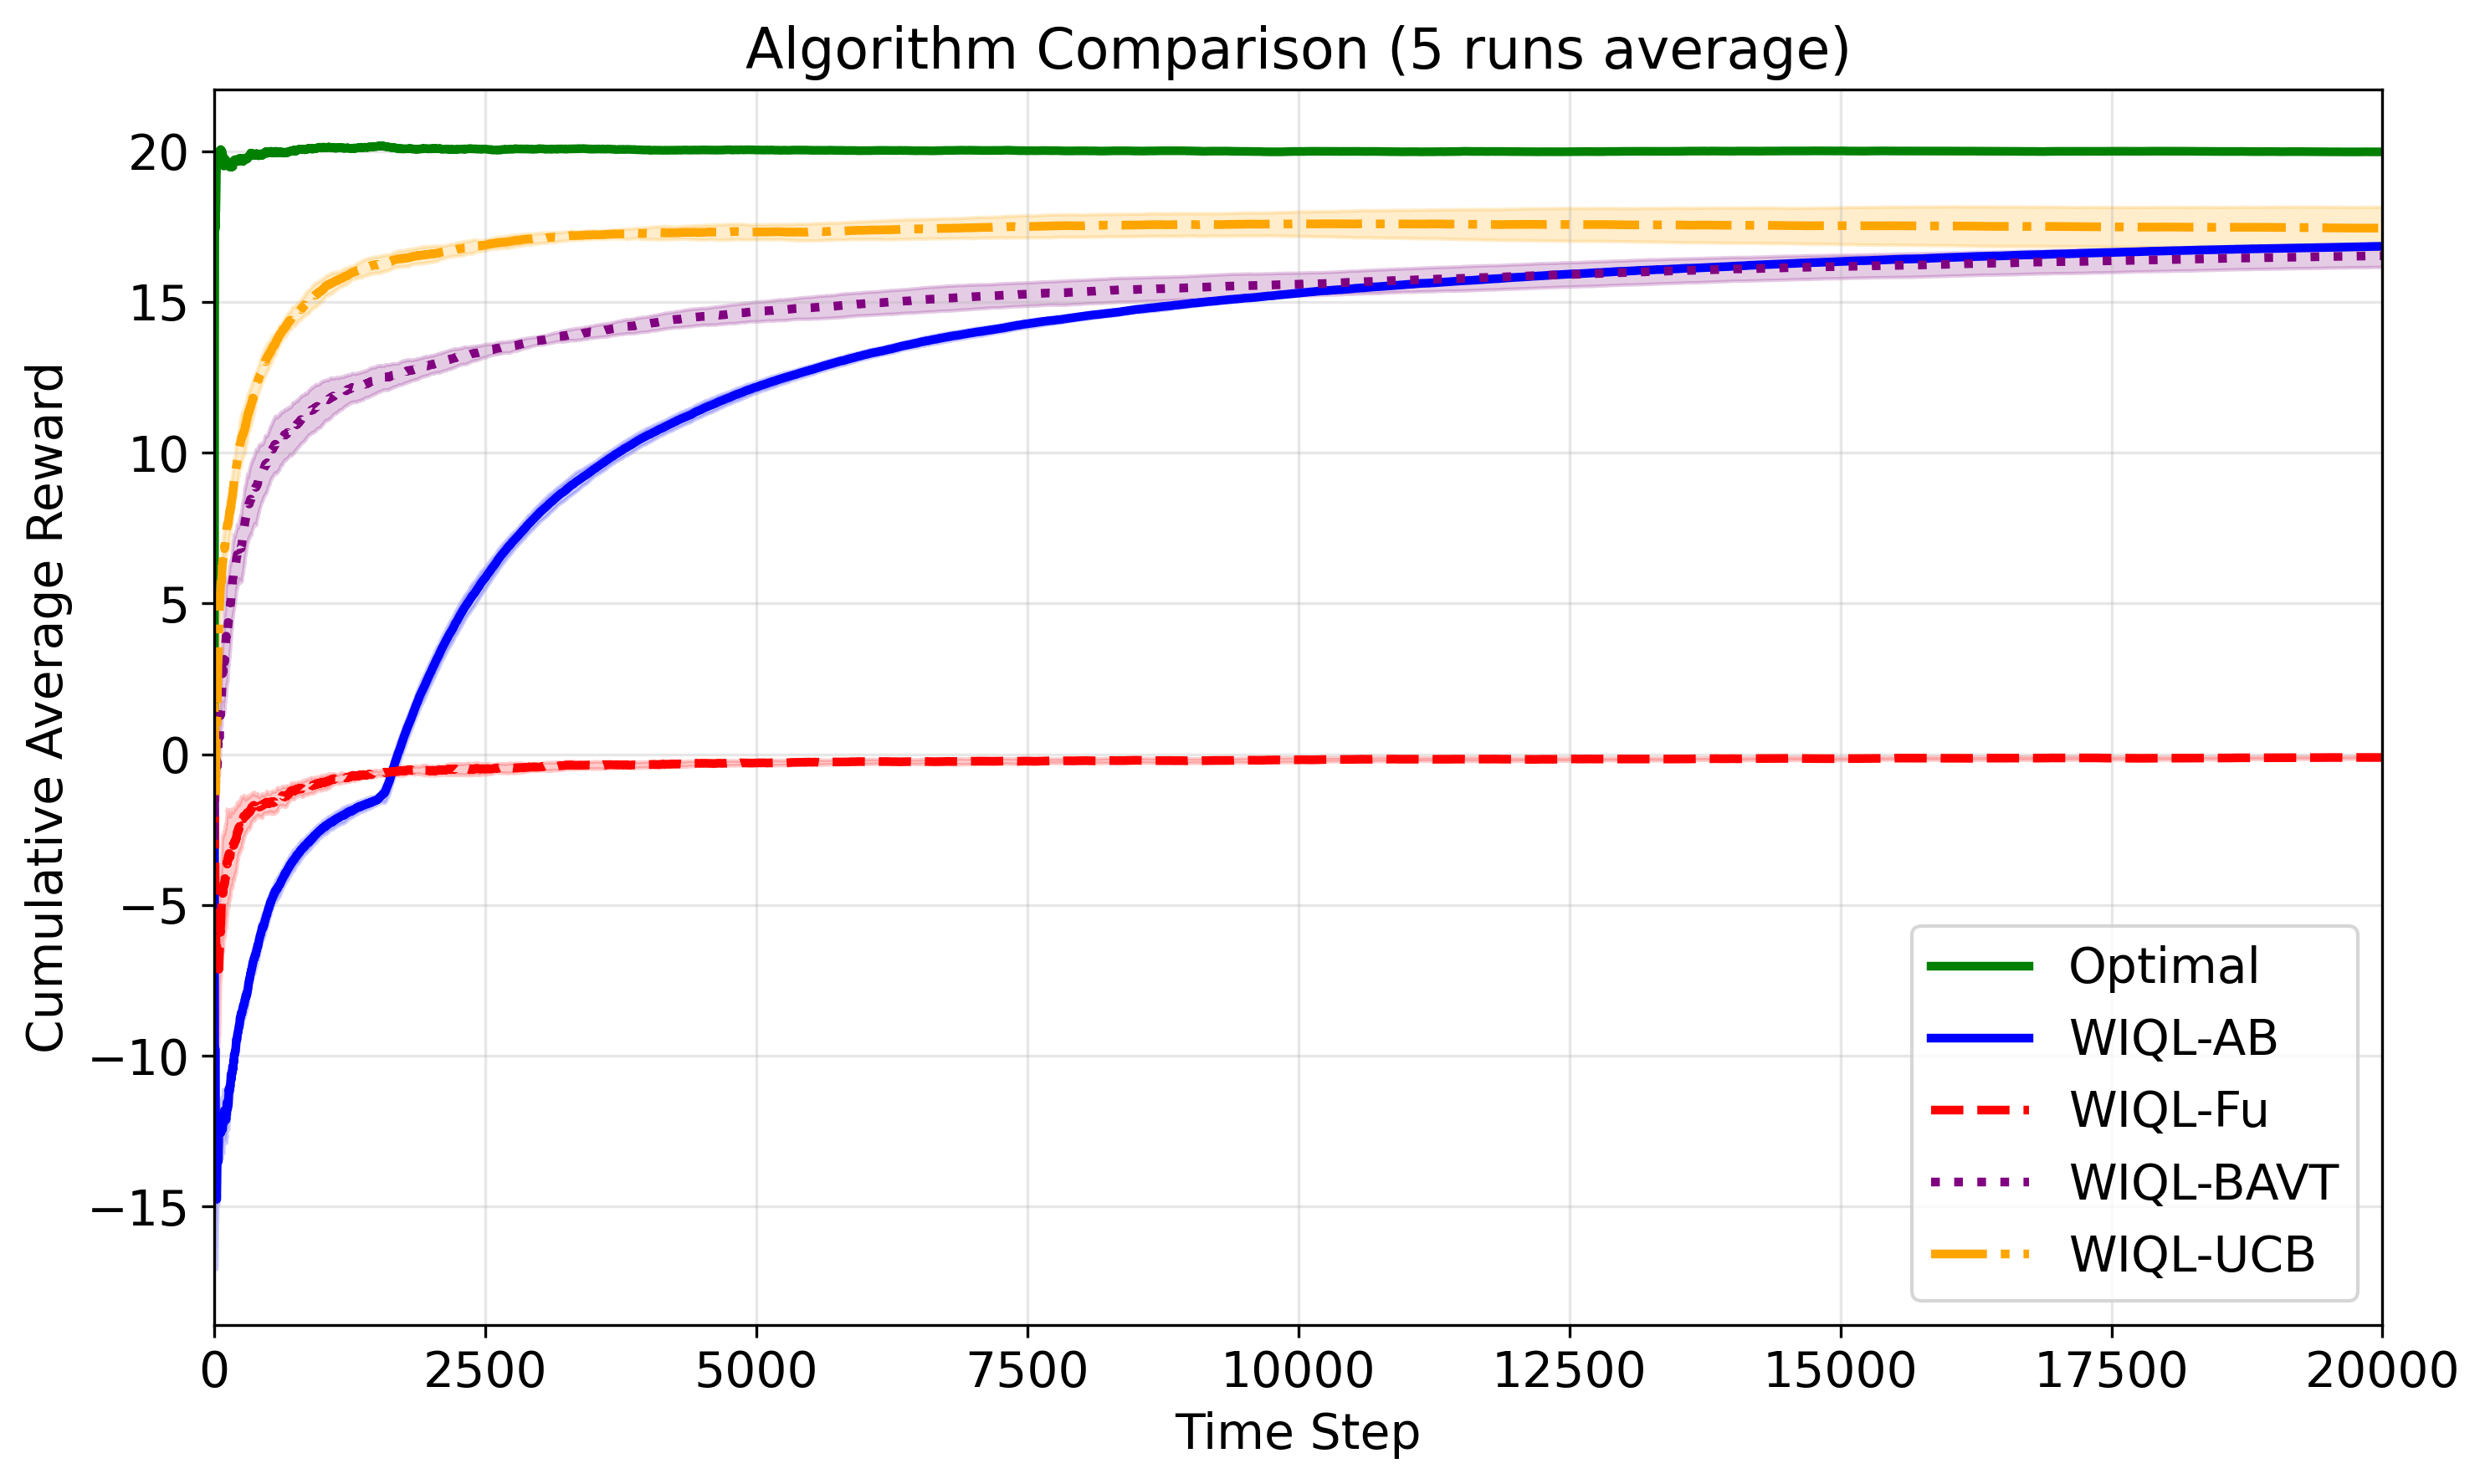 Algorithm Comparison (5 runs average)
Cumulative Average Reward
20
15
10
5
0
−5
−10
−15
0 2500 5000 7500 10000 12500 15000 17500 20000
Time Step
Optimal
WIQL-AB
WIQL-Fu
WIQL-BAVT
WIQL-UCB